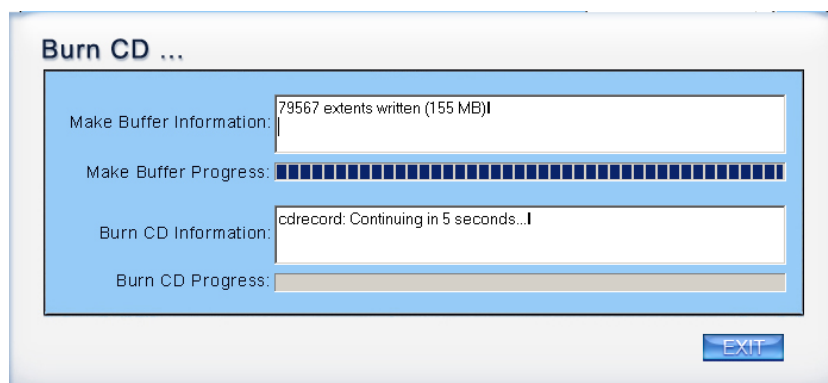 Burn CD ...
Make Buffer Information:
79567 extents written (155 MB)
Make Buffer Progress:
Burn CD Information:
cdrecord: Continuing in 5 seconds...
Burn CD Progress:
EXIT